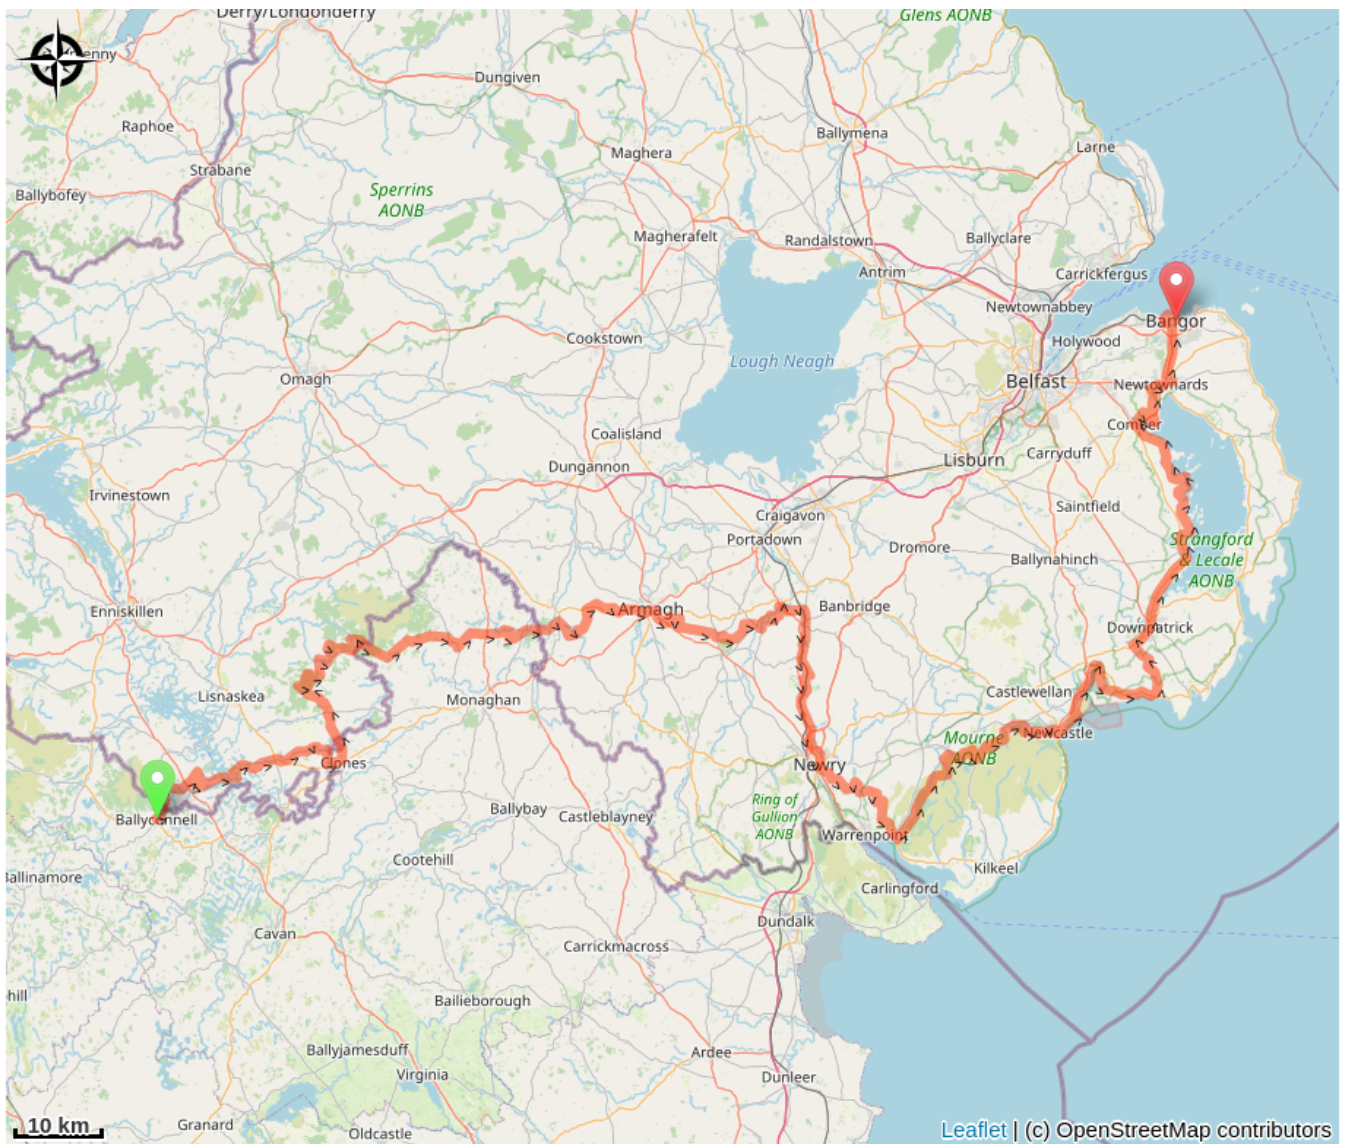 Derry/Londonderry
Glens AONB
Dungiven
Raphoe
Ballymena
Larne
Maghera
Strabane
Ballybofey
Sperrins
AONB
Magherafelt
Randalstown
Ballyclare
Antrim
Carrickfergus
Newtownabbey
Bangor
Cookstown
Holywood
Lough Neagh
Omagh
Belfast
Newtownards
Comber
Coalisland
Carryduff
Lisburn
Dungannon
Irvinestown
Saintfield
Craigavon
Portadown
Dromore
Strangford
& Lecale
AONB
Ballynahinch
Enniskillen
Armagh
Banbridge
Downpatrick
Lisnaskea
Monaghan
Castlewellan
Newcastle
Mourne
AONB
Clones
Newry
Ballyconnell
Ballybay
Castleblayney
Ring of
Gullion
AONB
Warrenpoint
Cootehill
Kilkeel
Ballinamore
Carlingford
Dundalk
Cavan
Carrickmacross
hill
Bailieborough
Ballyjamesduff
Ardee
Virginia
Dunleer
Granard
Oldcastle
10 km
Leaflet | (c) OpenStreetMap contributors